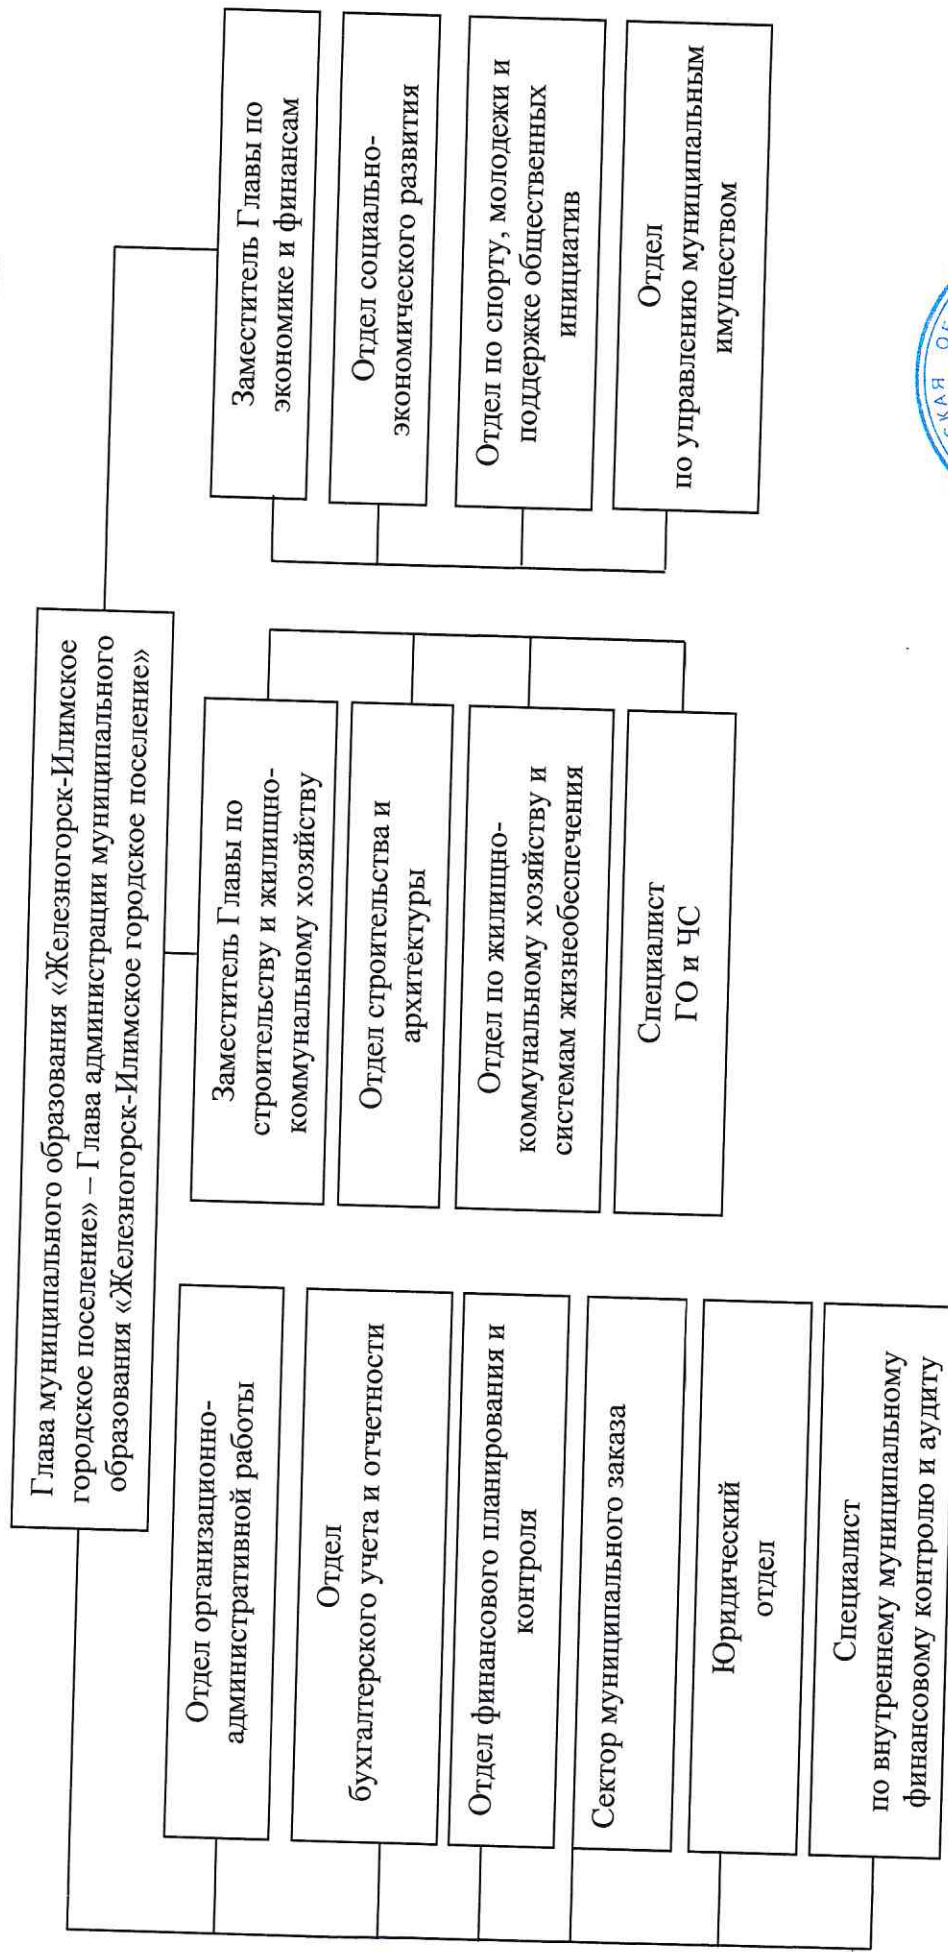 Глава муниципального образования «Железногорск-Илимское
городское поселение» – Глава администрации муниципального
образования «Железногорск-Илимское городское поселение»
Отдел организационно-
административной работы
Отдел
бухгалтерского учета и отчетности
Отдел финансового планирования и
контроля
Сектор муниципального заказа
Юридический
отдел
Специалист
по внутреннему муниципальному
финансовому контролю и аудиту
Заместитель Главы по
строительству и жилищно-
коммунальному хозяйству
Отдел строительства и
архитектуры
Отдел по жилищно-
коммунальному хозяйству и
системам жизнеобеспечения
Специалист
ГО и ЧС
Заместитель Главы по
экономике и финансам
Отдел социально-
экономического развития
Отдел по спорту, молодежи и
поддержке общественных
инициатив
Отдел
по управлению муниципальным
имуществом